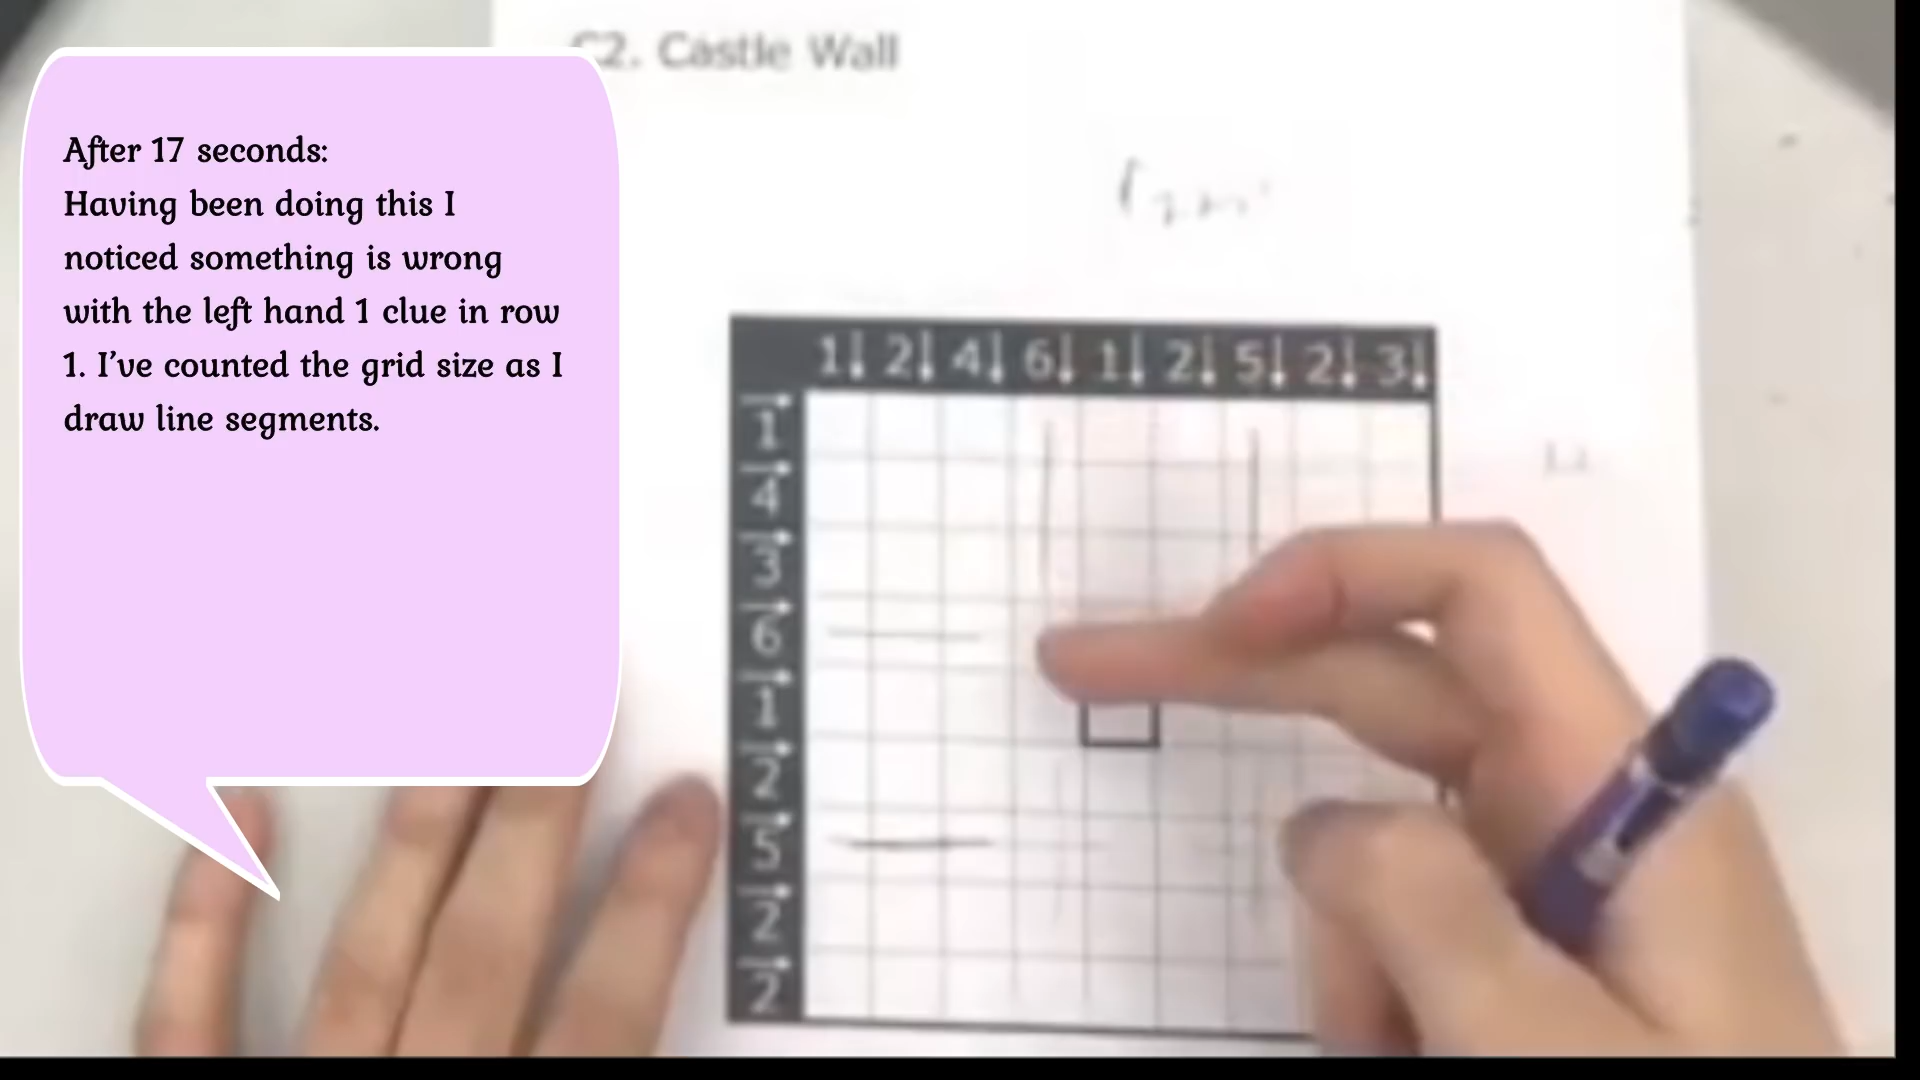 C2. Castle Wall
After 17 seconds:
Having been doing this I
noticed something is wrong
with the left hand 1 clue in row
1. I’ve counted the grid size as I
draw line segments.
1↓ 2↓ 4↓ 6↓ 1↓ 2↓ 5↓ 2↓ 3↓
1
4
3
6
1
2
5
2
2